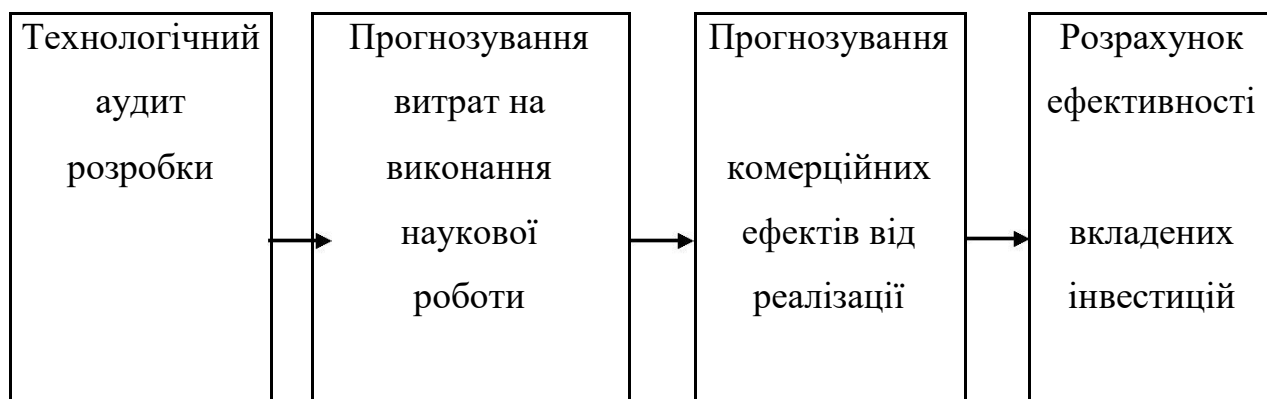 Технологічний
аудит
розробки
Прогнозування
витрат на
виконання
наукової
роботи
Прогнозування
комерційних
ефектів від
реалізації
Розрахунок
ефективності
вкладених
інвестицій